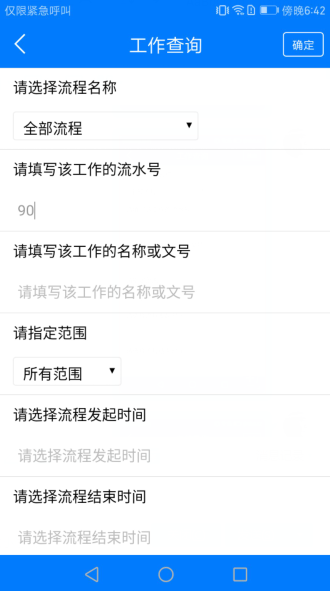 仅限紧急呼叫 傍晚6:42
工作查询 确定
请选择流程名称
全部流程
请填写该工作的流水号
90
请填写该工作的名称或文号
请填写该工作的名称或文号
请指定范围
所有范围
请选择流程发起时间
请选择流程发起时间
请选择流程结束时间
请选择流程结束时间